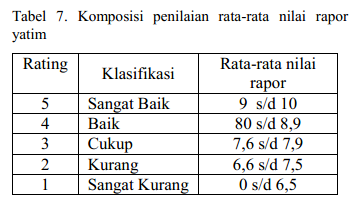 Tabel 7. Komposisi penilaian rata-rata nilai rapor
yatim
Rating Klasifikasi Rata-rata nilai
rapor
5 Sangat Baik 9 s/d 10
4 Baik 80 s/d 8,9
3 Cukup 7,6 s/d 7,9
2 Kurang 6,6 s/d 7,5
1 Sangat Kurang 0 s/d 6,5